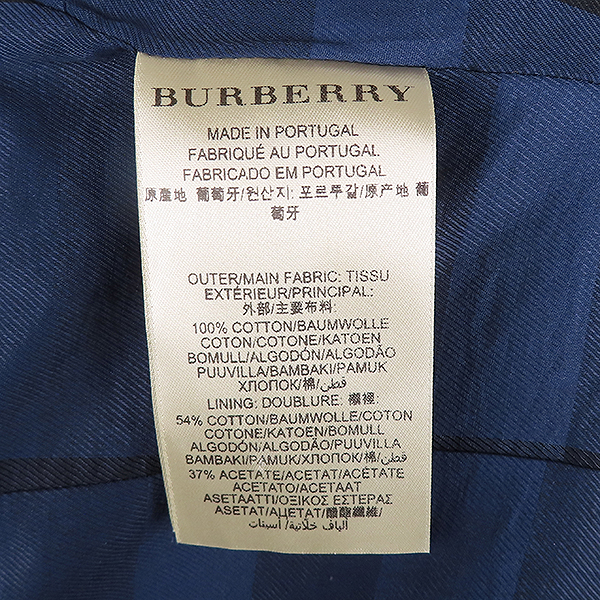 BURBERRY
MADE IN PORTUGAL
FABRIQUÉ AU PORTUGAL
FABRICADO EM PORTUGAL
原產地 葡萄牙/원산지: 포르투갈/原产地 葡
萄牙
OUTER/MAIN FABRIC: TISSU
EXTÉRIEUR/PRINCIPAL:
外部/主要布料:
100% COTTON/BAUMWOLLE
COTON/COTONE/KATOEN
BOMULL/ALGODÓN/ALGODÃO
PUUVILLA/BAMBAKI/PAMUK
ХЛОПОК/棉/قطن
LINING: DOUBLURE: 襯裡:
54% COTTON/BAUMWOLLE/COTON
COTONE/KATOEN/BOMULL
ALGODÓN/ALGODÃO/PUUVILLA
BAMBAKI/PAMUK/ХЛОПОК/棉/قطن
37% ACETATE/ACETAT/ACÉTATE
ACETATO/ACETAAT
ASETAATTI/ΟΞΙΚΟΣ ΕΣΤΕΡΑΣ
ASETAT/АЦЕТАТ/醋酯纖維/
ألياف خلاتية/أسيتات